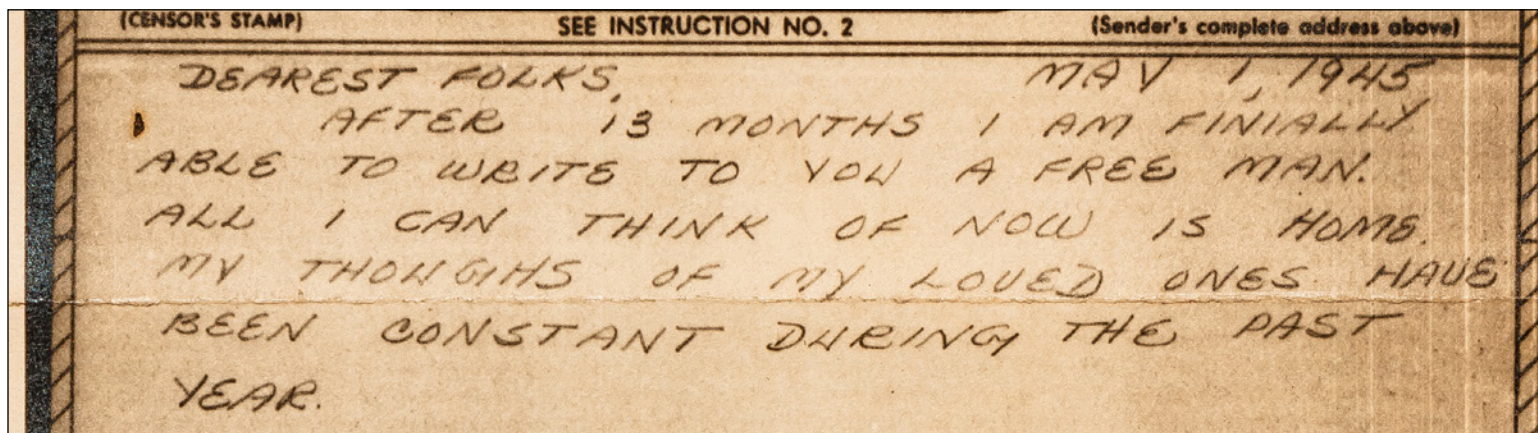 (CENSOR'S STAMP) SEE INSTRUCTION NO. 2 (Sender's complete address above)
DEAREST FOLKS, MAY 1, 1945
AFTER 13 MONTHS I AM FINIALLY
ABLE TO WRITE TO YOU A FREE MAN.
ALL I CAN THINK OF NOW IS HOME.
MY THOUGIHS OF MY LOVED ONES HAVE
BEEN CONSTANT DURING THE PAST
YEAR.